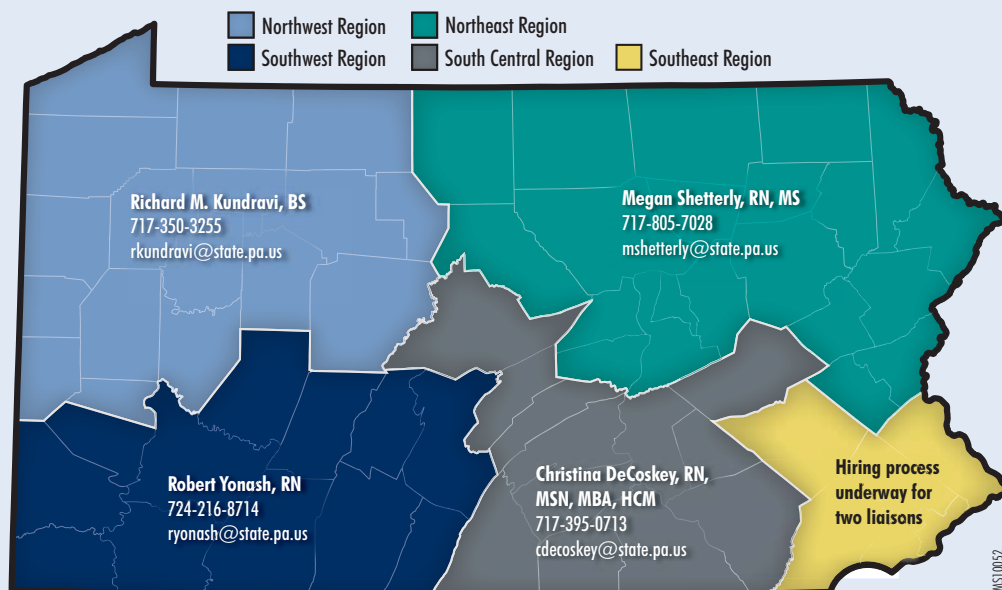 Northwest Region
Northeast Region
Southwest Region
South Central Region
Southeast Region
Richard M. Kundravi, BS
717-350-3255
rkundravi@state.pa.us
Megan Shetterly, RN, MS
717-805-7028
mshetterly@state.pa.us
Robert Yonash, RN
724-216-8714
ryonash@state.pa.us
Christina DeCoskey, RN,
MSN, MBA, HCM
717-395-0713
cdecoskey@state.pa.us
Hiring process
underway for
two liaisons
MS10052